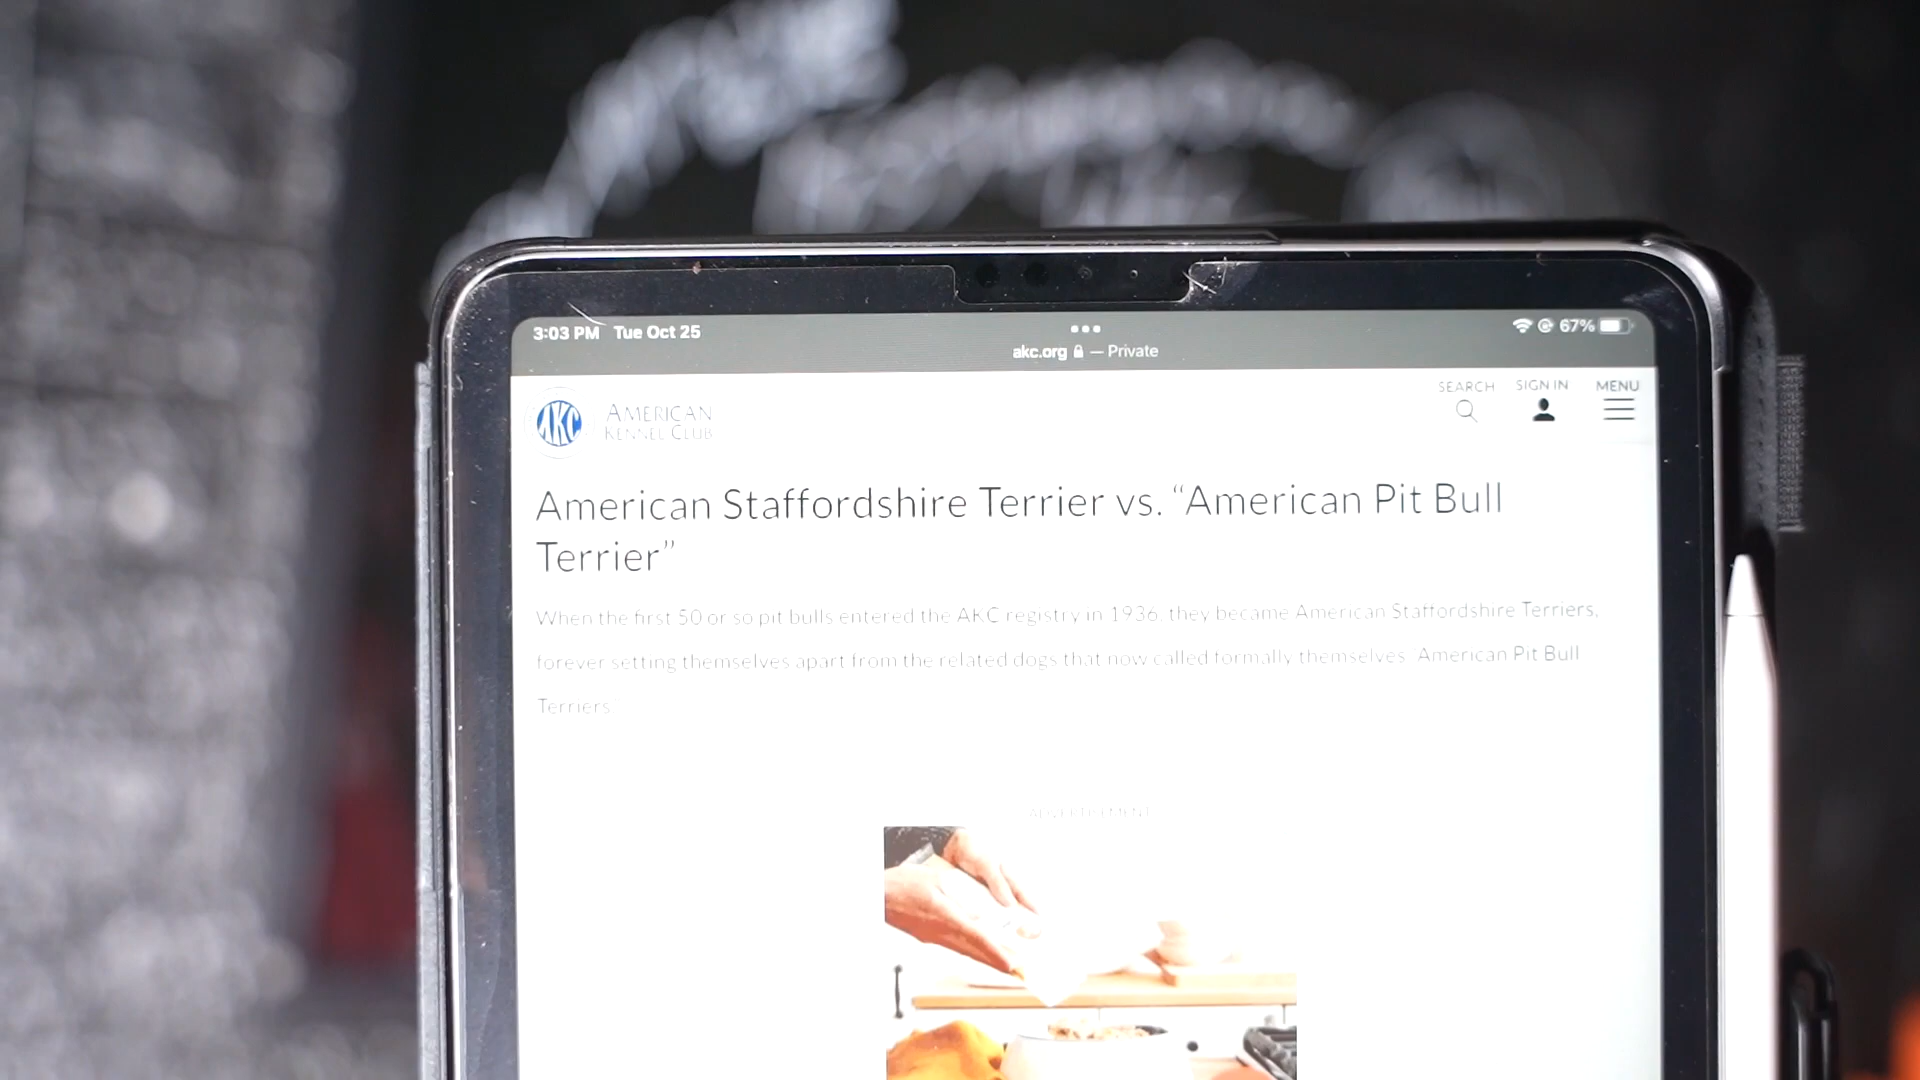 3:03 PM Tue Oct 25
67%
akc.org — Private
SEARCH SIGN IN MENU
AKC
AMERICAN
KENNEL CLUB
American Staffordshire Terrier vs. “American Pit Bull
Terrier”
When the first 50 or so pit bulls entered the AKC registry in 1936, they became American Staffordshire Terriers,
forever setting themselves apart from the related dogs that now called formally themselves American Pit Bull
Terriers.
ADVERTISEMENT